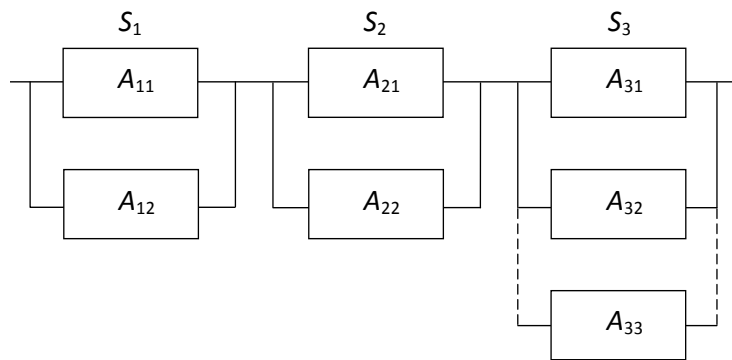 S₁ S₂ S₃
A₁₁ A₂₁ A₃₁
A₁₂ A₂₂ A₃₂
A₃₃